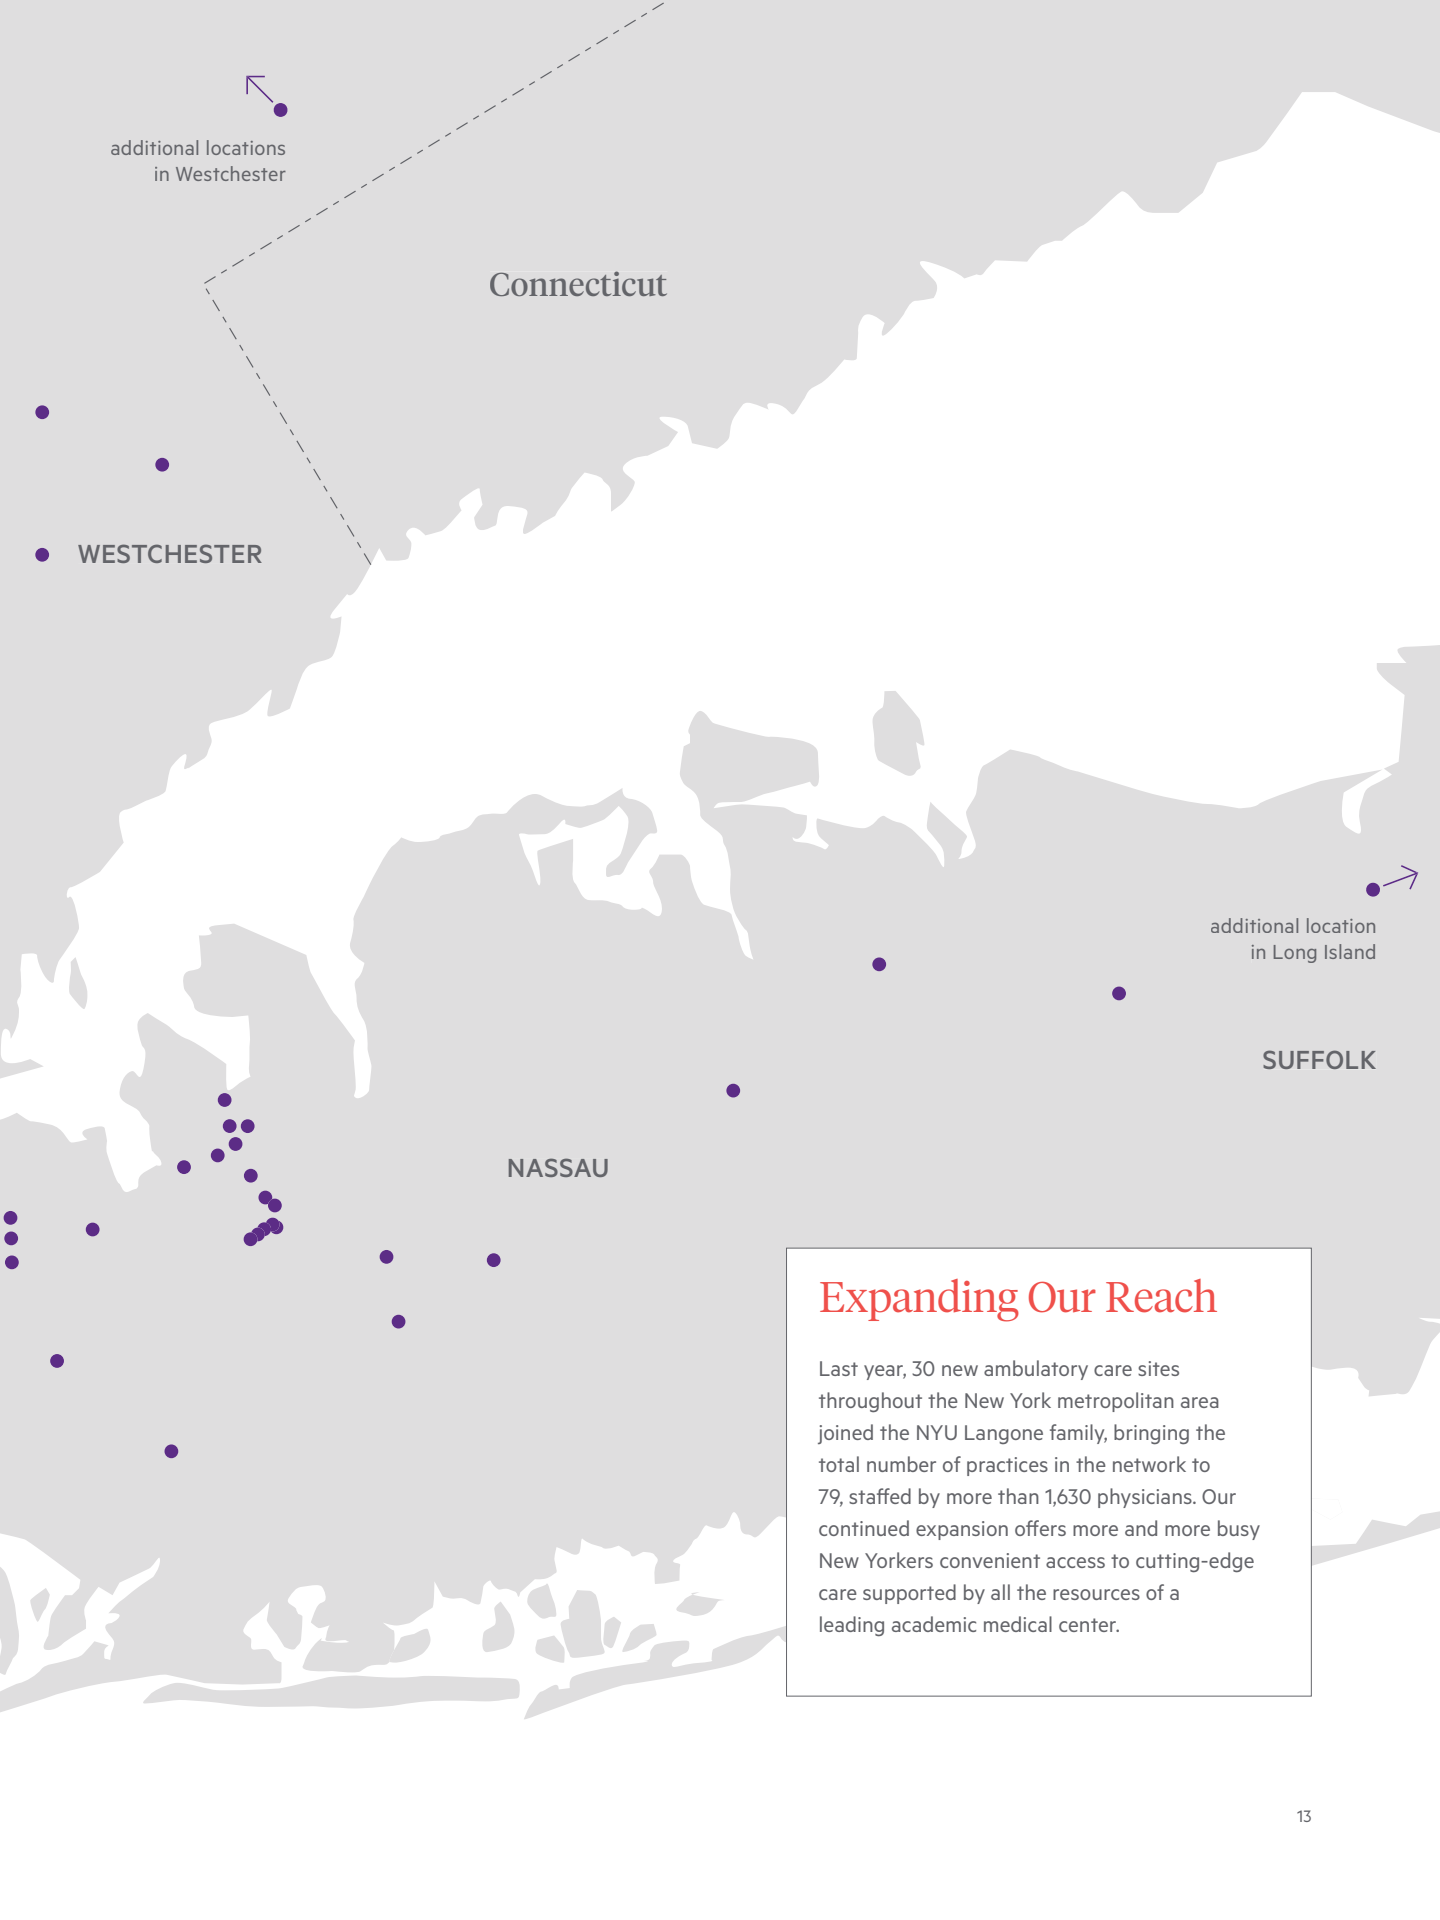 additional locations
in Westchester
Connecticut
WESTCHESTER
additional location
in Long Island
SUFFOLK
NASSAU
Expanding Our Reach
Last year, 30 new ambulatory care sites
throughout the New York metropolitan area
joined the NYU Langone family, bringing the
total number of practices in the network to
79, staffed by more than 1,630 physicians. Our
continued expansion offers more and more busy
New Yorkers convenient access to cutting-edge
care supported by all the resources of a
leading academic medical center.
13